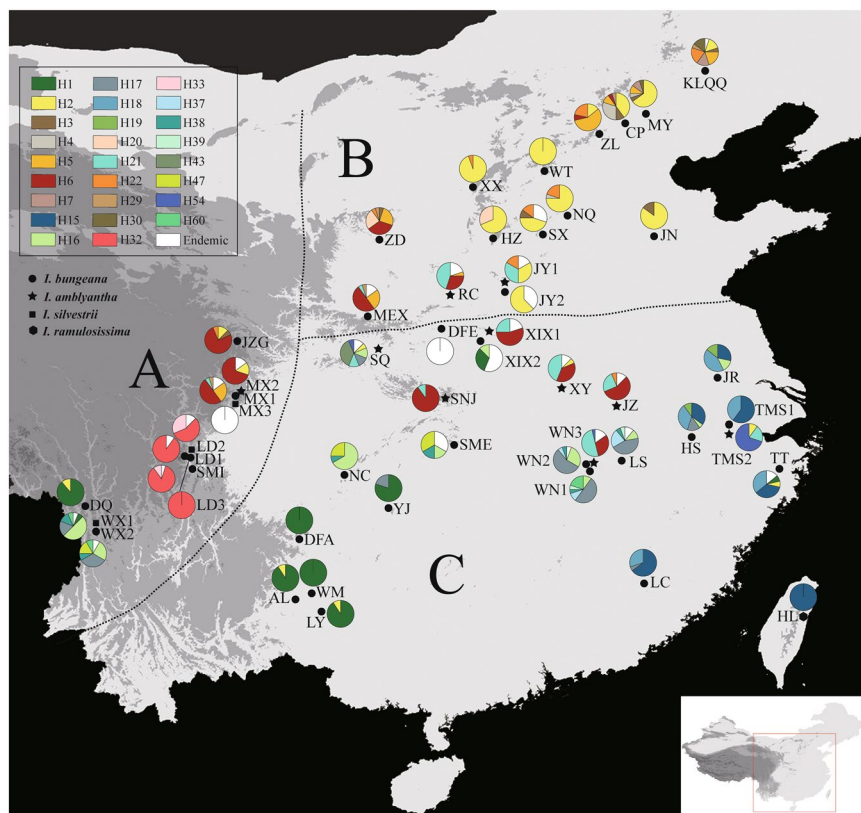 H1 H17 H33
H2 H18 H37
H3 H19 H38
H4 H20 H39
H5 H21 H43
H6 H22 H47
H7 H29 H54
H15 H30 H60
H16 H32 Endemic
I. bungeana
I. amblyantha
I. silvestrii
I. ramulosissima
A
B
C
KLQQ
MY
CP
ZL
WT
XX
NQ
JN
ZD
HZ
SX
JY1
RC
JY2
MEX
DFE
XIX1
SQ
XIX2
JZG
MX2
MX1
MX3
SNJ
XY
JZ
JR
TMS1
HS
TMS2
TT
LD2
LD1
SMI
LD3
SME
WN3
WN2
LS
WN1
NC
YJ
DQ
WX1
WX2
DFA
WM
AL
LY
LC
HL